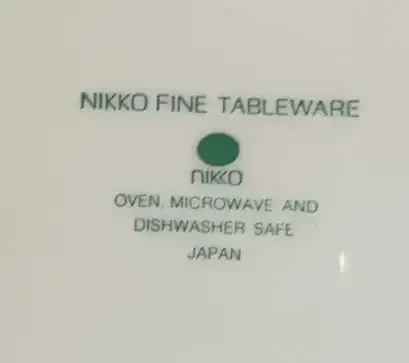 NIKKO FINE TABLEWARE
nikko
OVEN, MICROWAVE AND
DISHWASHER SAFE
JAPAN